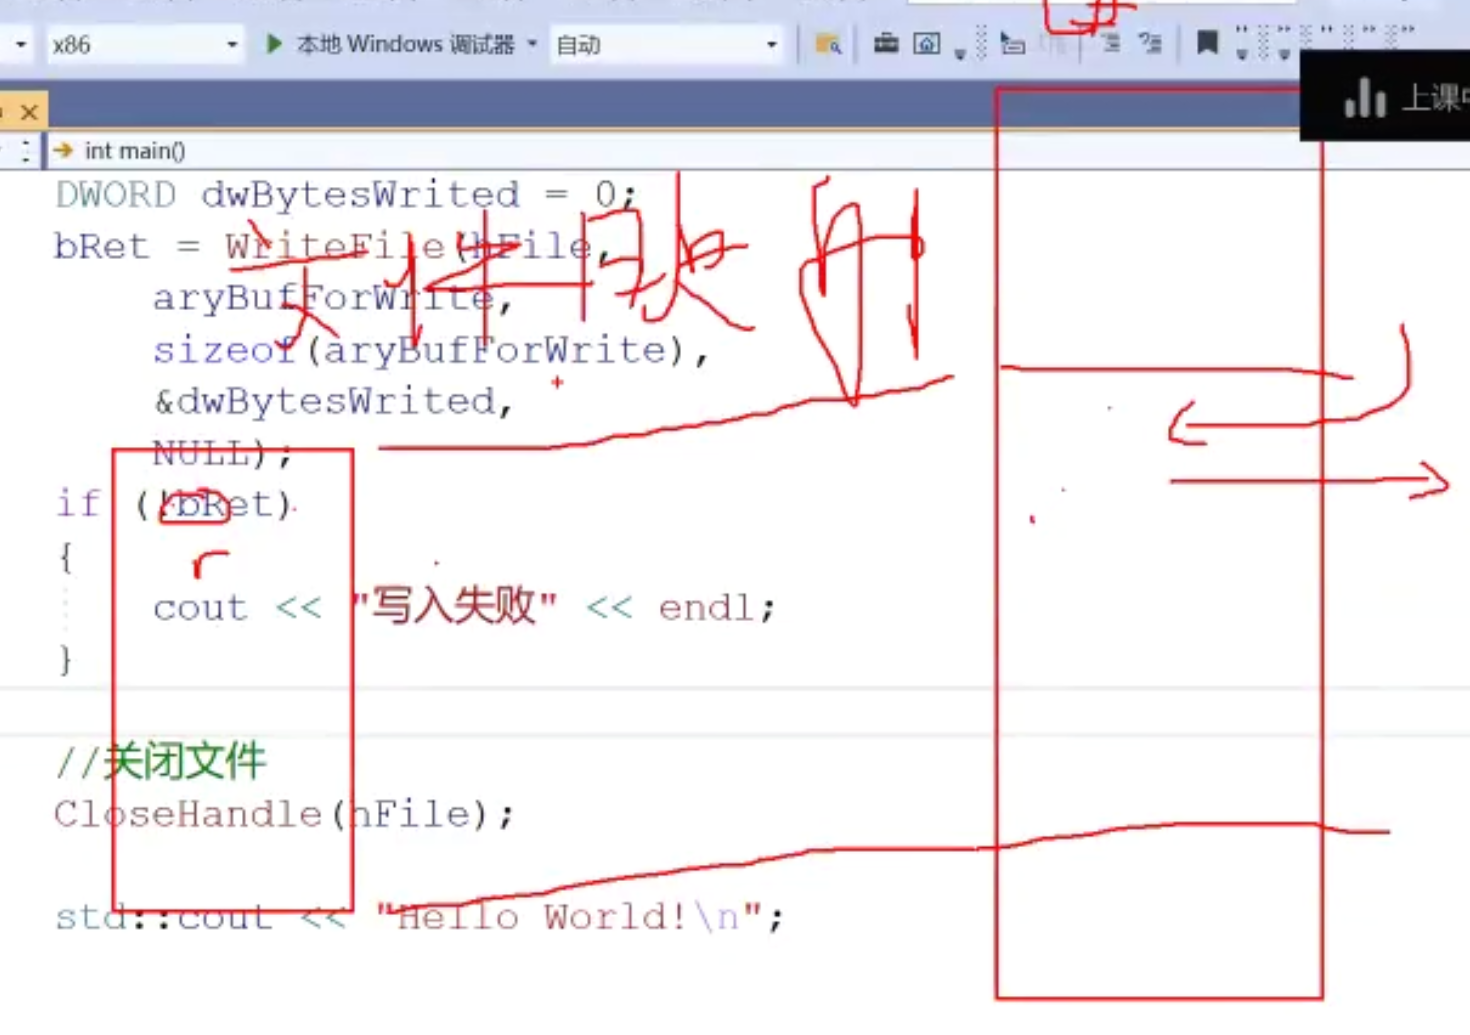 x86 本地 Windows 调试器 自动
上课中
int main()
DWORD dwBytesWrited = 0;
bRet = WriteFile(hFile,
文件映射
aryBufForWrite,
sizeof(aryBufForWrite),
&dwBytesWrited,
NULL);
if (!bRet)
{
r
cout << "写入失败" << endl;
}
//关闭文件
CloseHandle(hFile);
std::cout << "Hello World!\n";